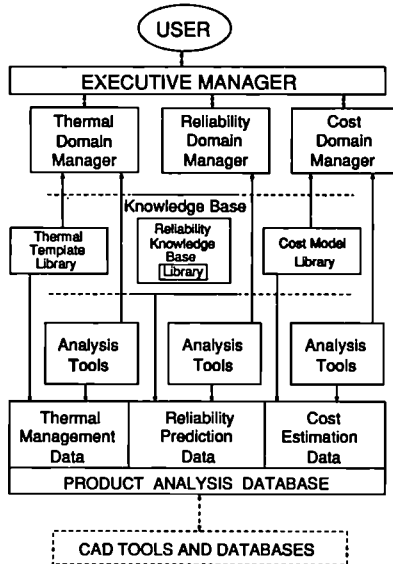 USER
EXECUTIVE MANAGER
Thermal
Domain
Manager
Reliability
Domain
Manager
Cost
Domain
Manager
Knowledge Base
Thermal
Template
Library
Reliability
Knowledge
Base
Library
Cost Model
Library
Analysis
Tools
Analysis
Tools
Analysis
Tools
Thermal
Management
Data
Reliability
Prediction
Data
Cost
Estimation
Data
PRODUCT ANALYSIS DATABASE
CAD TOOLS AND DATABASES